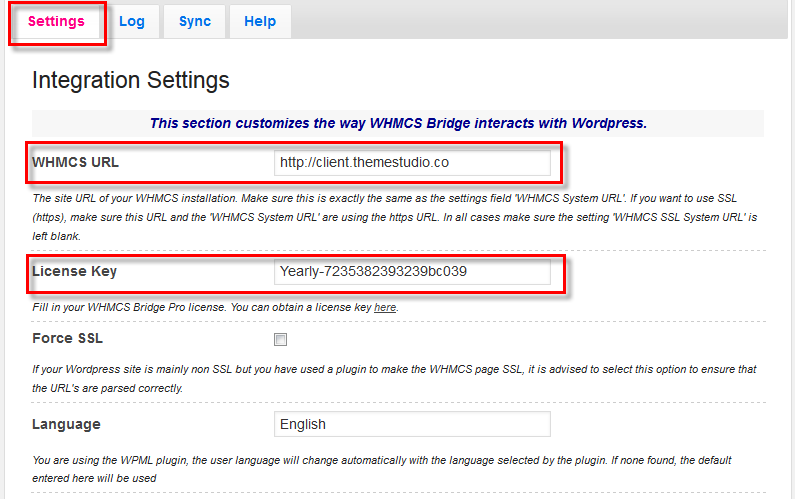 Settings Log Sync Help
Integration Settings
This section customizes the way WHMCS Bridge interacts with Wordpress.
WHMCS URL http://client.themestudio.co
The site URL of your WHMCS installation. Make sure this is exactly the same as the settings field 'WHMCS System URL'. If you want to use SSL
(https), make sure this URL and the 'WHMCS System URL' are using the https URL. In all cases make sure the setting 'WHMCS SSL System URL' is
left blank.
License Key Yearly-7235382393239bc039
Fill in your WHMCS Bridge Pro license. You can obtain a license key here.
Force SSL
If your Wordpress site is mainly non SSL but you have used a plugin to make the WHMCS page SSL, it is advised to select this option to ensure that
the URL's are parsed correctly.
Language English
You are using the WPML plugin, the user language will change automatically with the language selected by the plugin. If none found, the default
entered here will be used